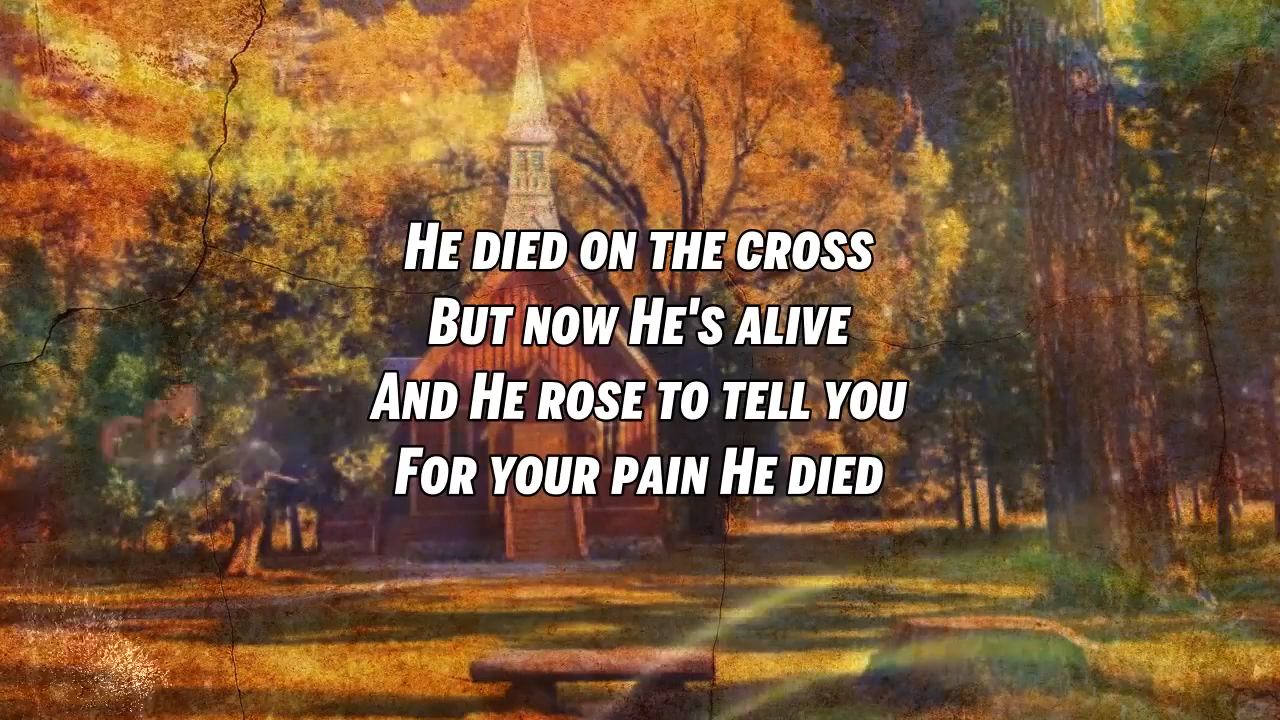 He died on the cross
But now He's alive
And He rose to tell you
For your pain He died